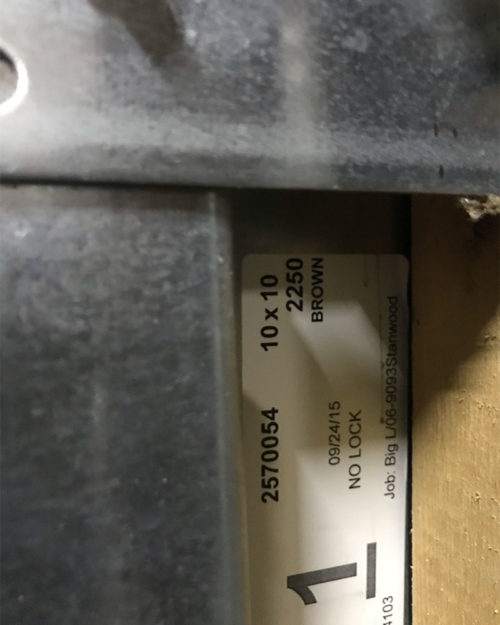 2570054 10 x 10
2250
BROWN
09/24/15
NO LOCK
Job: Big L/06-9093Stanwood
1
4103